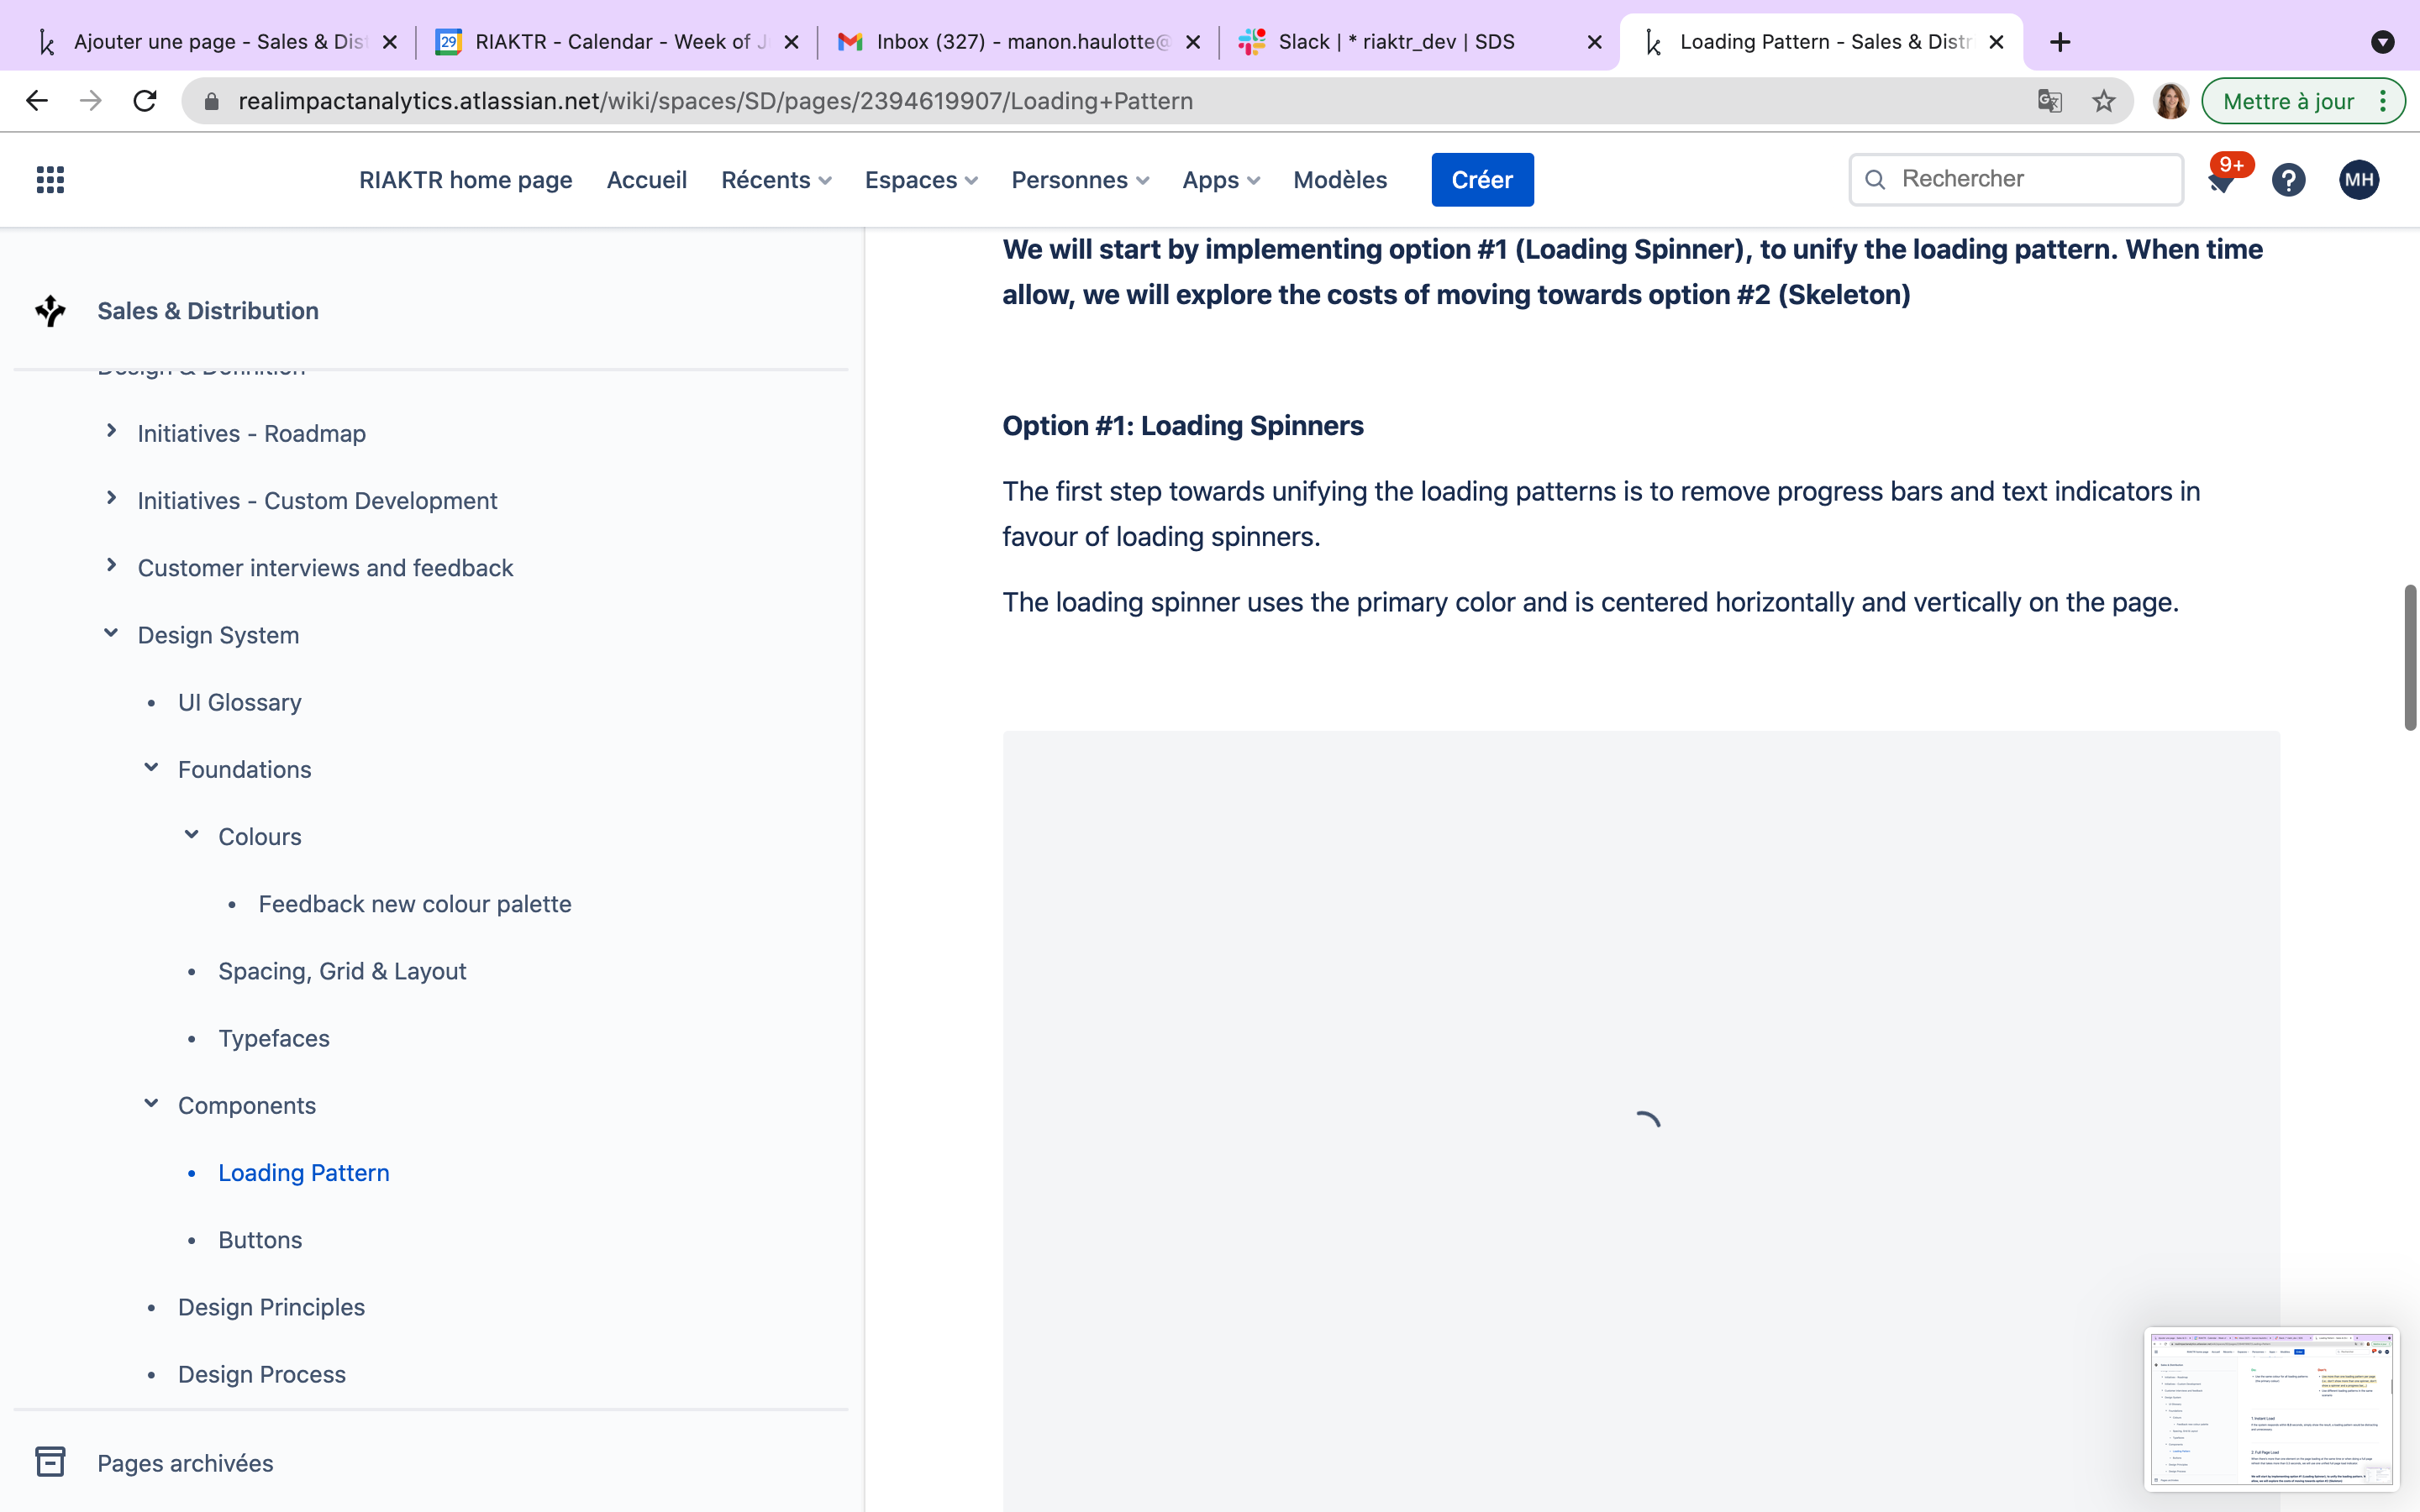 Ajouter une page - Sales & Dis
RIAKTR - Calendar - Week of J
Inbox (327) - manon.haulotte@
Slack | * riaktr_dev | SDS
Loading Pattern - Sales & Distr
realimpactanalytics.atlassian.net/wiki/spaces/SD/pages/2394619907/Loading+Pattern
Mettre à jour
RIAKTR home page
Accueil
Récents
Espaces
Personnes
Apps
Modèles
Créer
Rechercher
9+
MH
Sales & Distribution
Design & Definition
Initiatives - Roadmap
Initiatives - Custom Development
Customer interviews and feedback
Design System
UI Glossary
Foundations
Colours
Feedback new colour palette
Spacing, Grid & Layout
Typefaces
Components
Loading Pattern
Buttons
Design Principles
Design Process
Pages archivées
We will start by implementing option #1 (Loading Spinner), to unify the loading pattern. When time
allow, we will explore the costs of moving towards option #2 (Skeleton)
Option #1: Loading Spinners
The first step towards unifying the loading patterns is to remove progress bars and text indicators in
favour of loading spinners.
The loading spinner uses the primary color and is centered horizontally and vertically on the page.